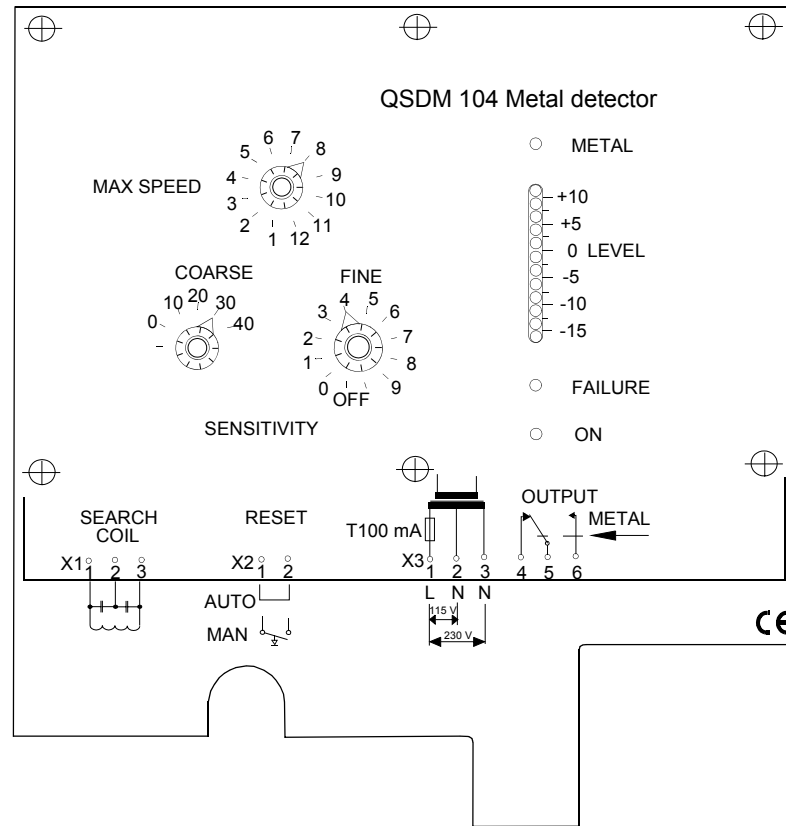 QSDM 104 Metal detector
METAL
MAX SPEED
1 2 3 4 5 6 7 8 9 10 11 12
+10
+5
0 LEVEL
-5
-10
-15
COARSE
0 10 20 30 40
FINE
OFF 0 1 2 3 4 5 6 7 8 9
SENSITIVITY
FAILURE
ON
SEARCH
COIL
RESET
T100 mA
OUTPUT
METAL
X1 1 2 3
X2 1 2
X3 1 2 3 4 5 6
L N N
AUTO
MAN
115 V
230 V
CE